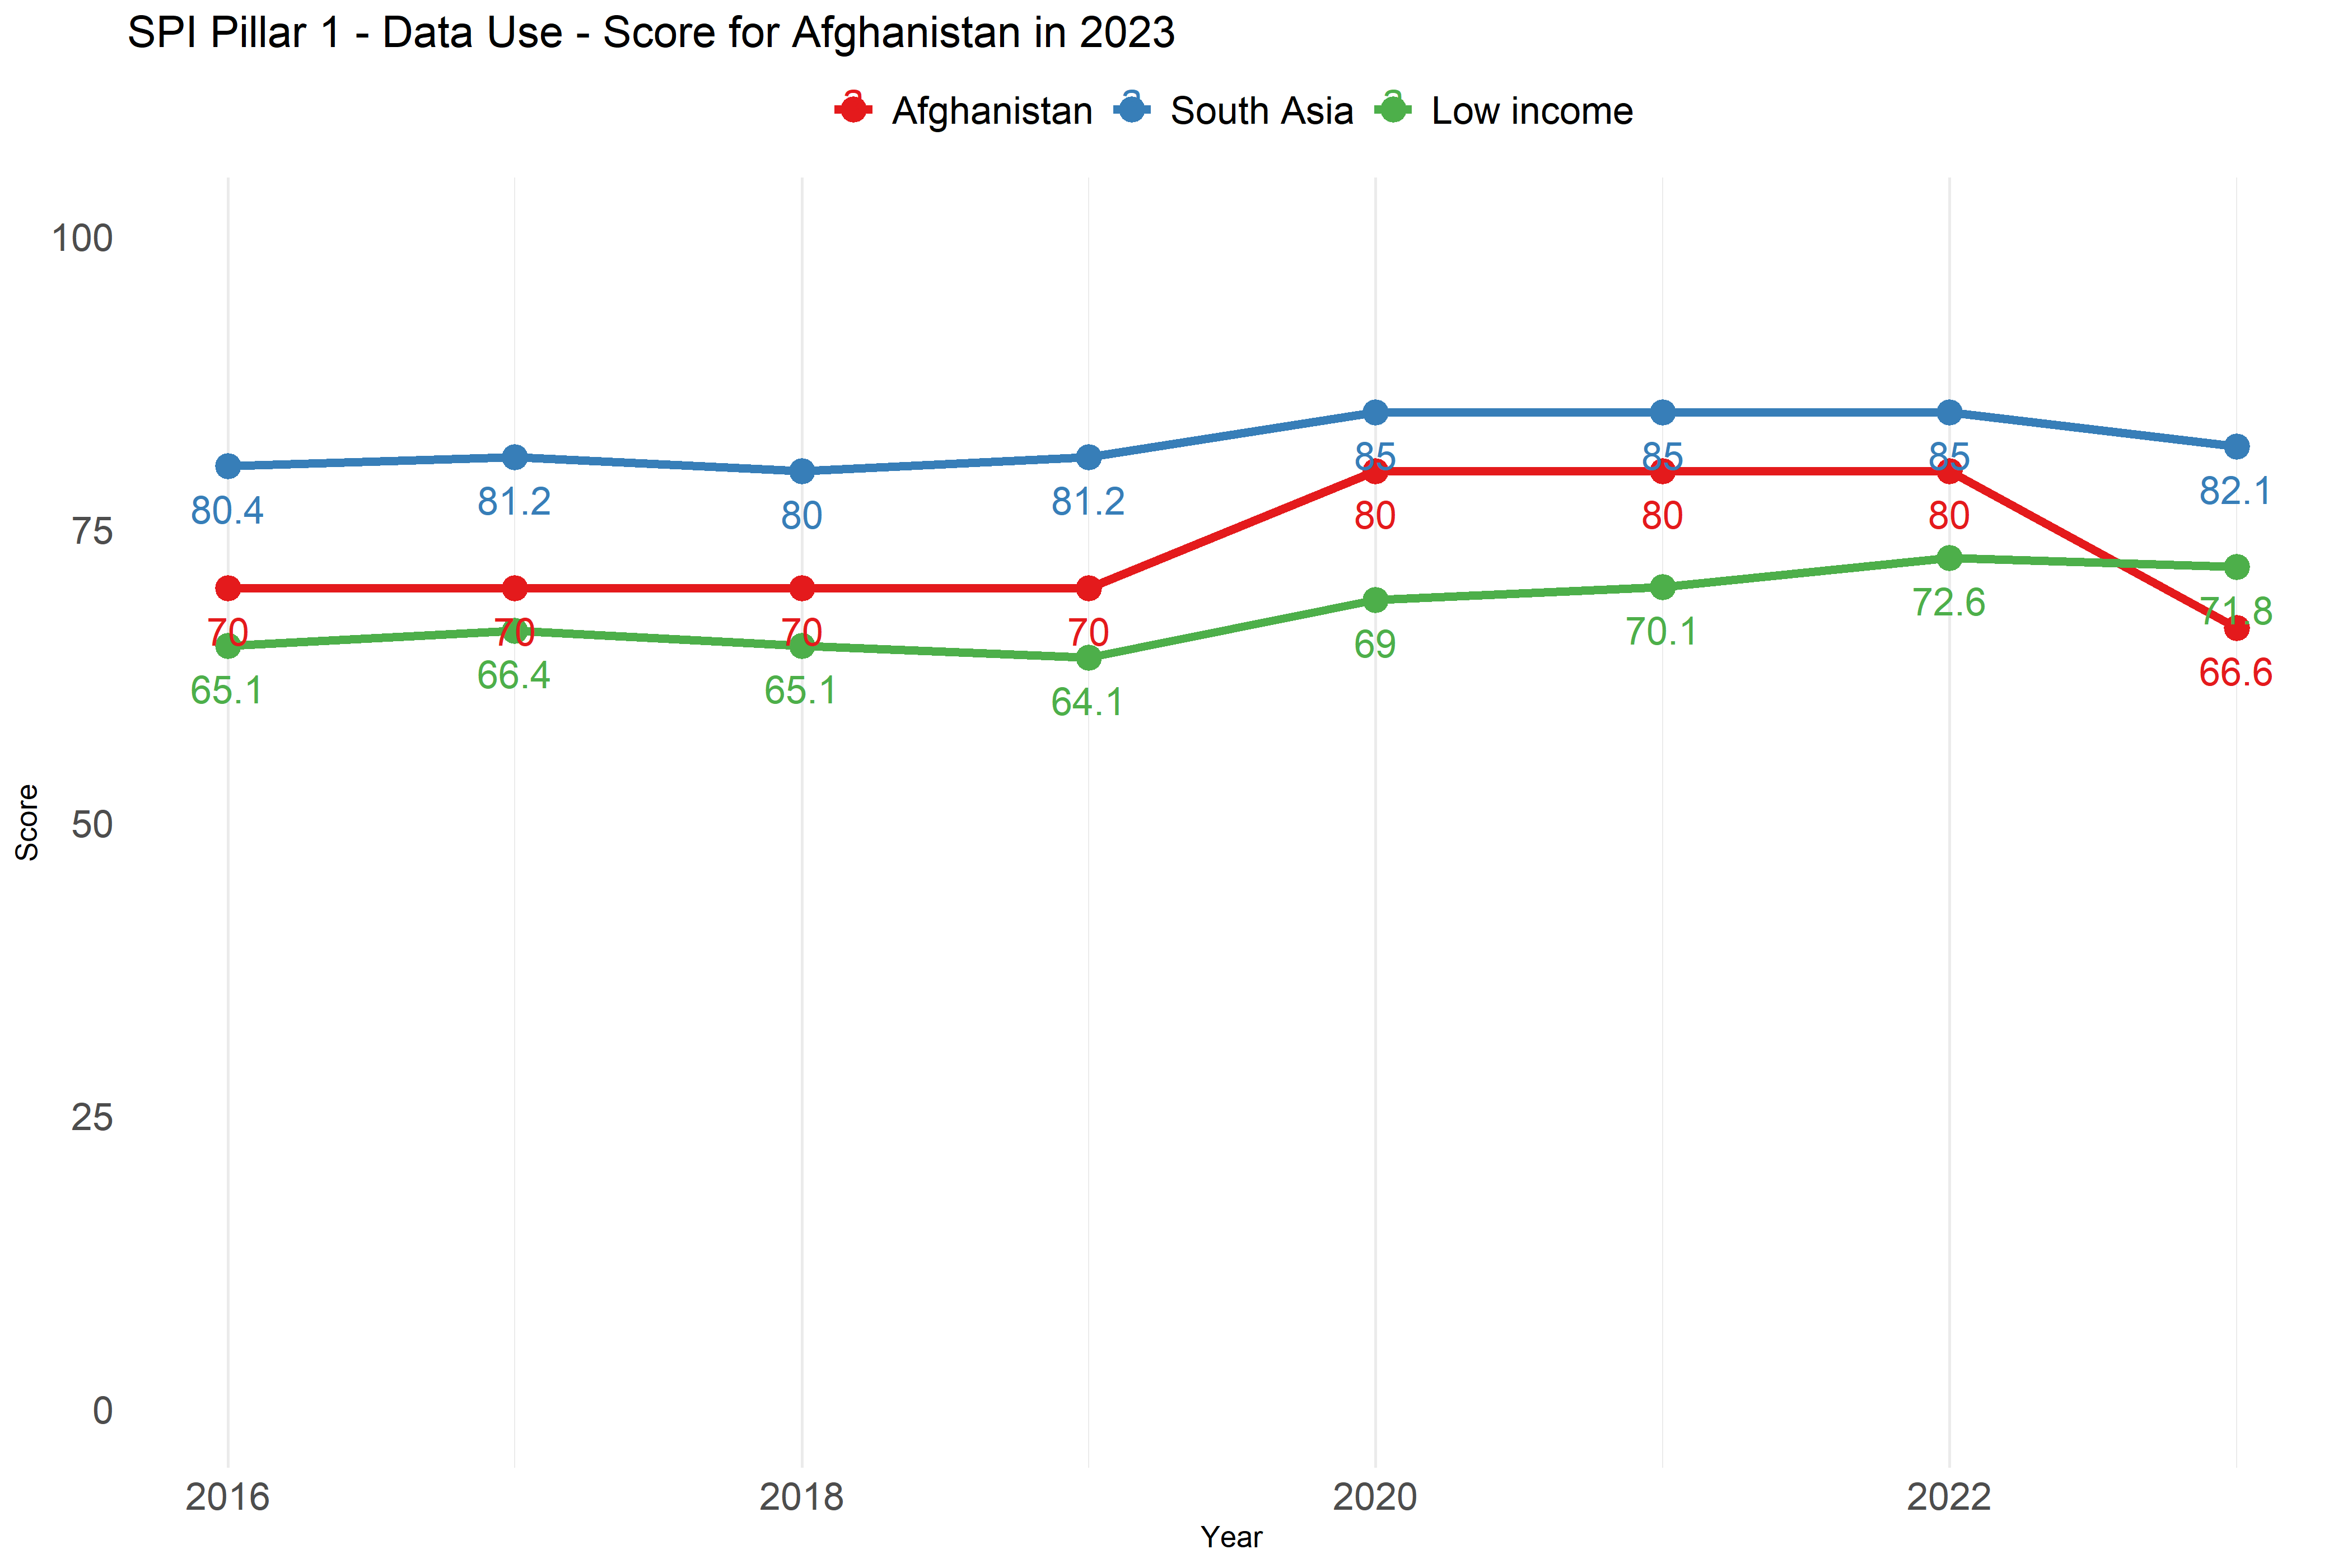 SPI Pillar 1 - Data Use - Score for Afghanistan in 2023
Afghanistan South Asia Low income
100
75
50
25
0
Score
80.4 81.2 80 81.2 85 85 85 82.1
70 70 70 70 80 80 80 66.6
65.1 66.4 65.1 64.1 69 70.1 72.6 71.8
2016 2018 2020 2022
Year